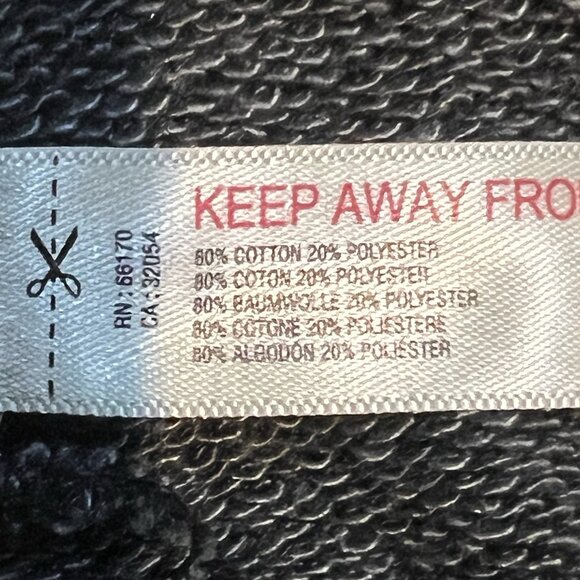 RN: 66170
CA: 32054
KEEP AWAY FRO
80% COTTON 20% POLYESTER
80% COTON 20% POLYESTER
80% BAUMWOLLE 20% POLYESTER
80% COTONE 20% POLIESTERE
80% ALGODÓN 20% POLIÉSTER